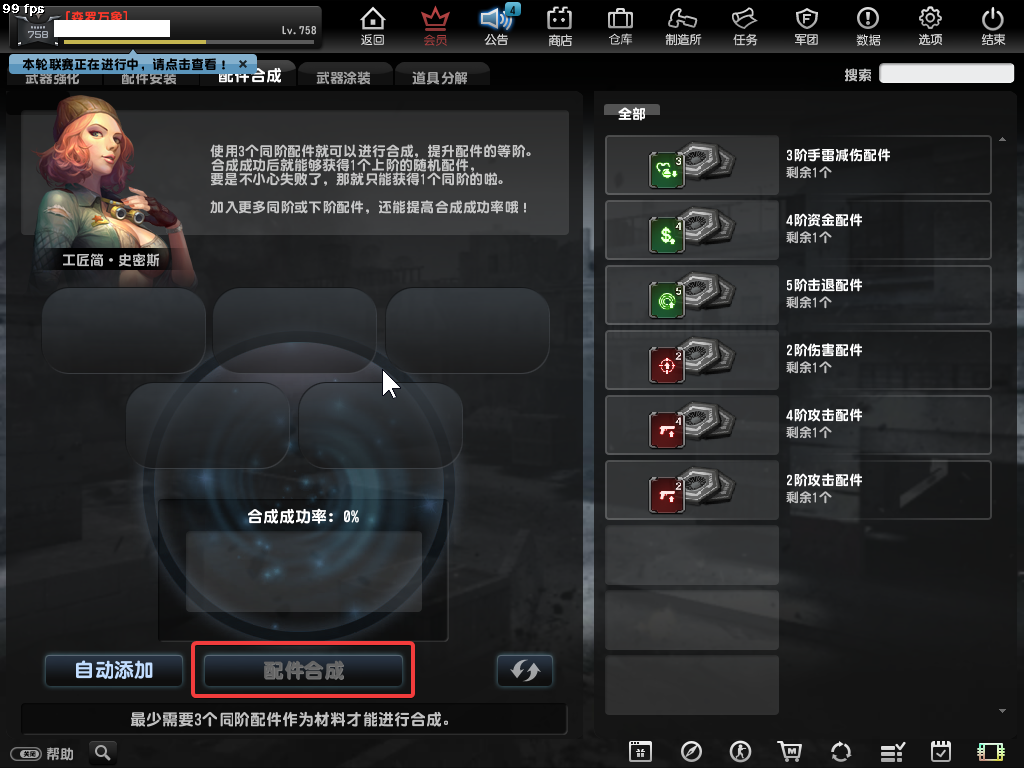 99 fps
[森罗万象]
758
Lv. 758
返回
会员
4
公告
商店
仓库
制造所
任务
军团
数据
选项
结束
本轮联赛正在进行中，请点击查看！ ×
武器强化
配件安装
配件合成
武器涂装
道具分解
搜索
使用3个同阶配件就可以进行合成，提升配件的等阶。
合成成功后就能够获得1个上阶的随机配件，
要是不小心失败了，那就只能获得1个同阶的啦。
加入更多同阶或下阶配件，还能提高合成成功率哦！
工匠简·史密斯
全部
3
3阶手雷减伤配件
剩余1个
4
4阶资金配件
剩余1个
5
5阶击退配件
剩余1个
2
2阶伤害配件
剩余1个
4
4阶攻击配件
剩余1个
2
2阶攻击配件
剩余1个
合成成功率：0%
自动添加
配件合成
最少需要3个同阶配件作为材料才能进行合成。
帮助